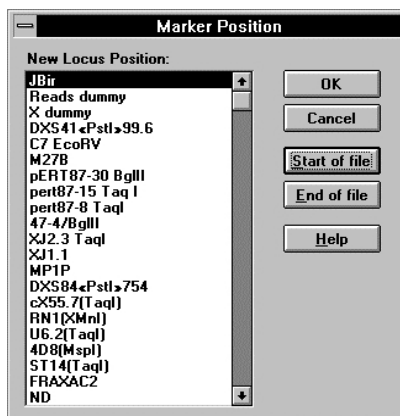 Marker Position
New Locus Position:
JBir
Reads dummy
X dummy
DXS41<PstI>99.6
C7 EcoRV
M27B
pERT87-30 BglII
pert87-15 Taq I
pert87-8 TaqI
47-4/BglII
XJ2.3 TaqI
XJ1.1
MP1P
DXS84<PstI>754
cX55.7(TaqI)
RN1(XMnI)
U6.2(TaqI)
4D8(MspI)
ST14(TaqI)
FRAXAC2
ND
OK
Cancel
Start of file
End of file
Help